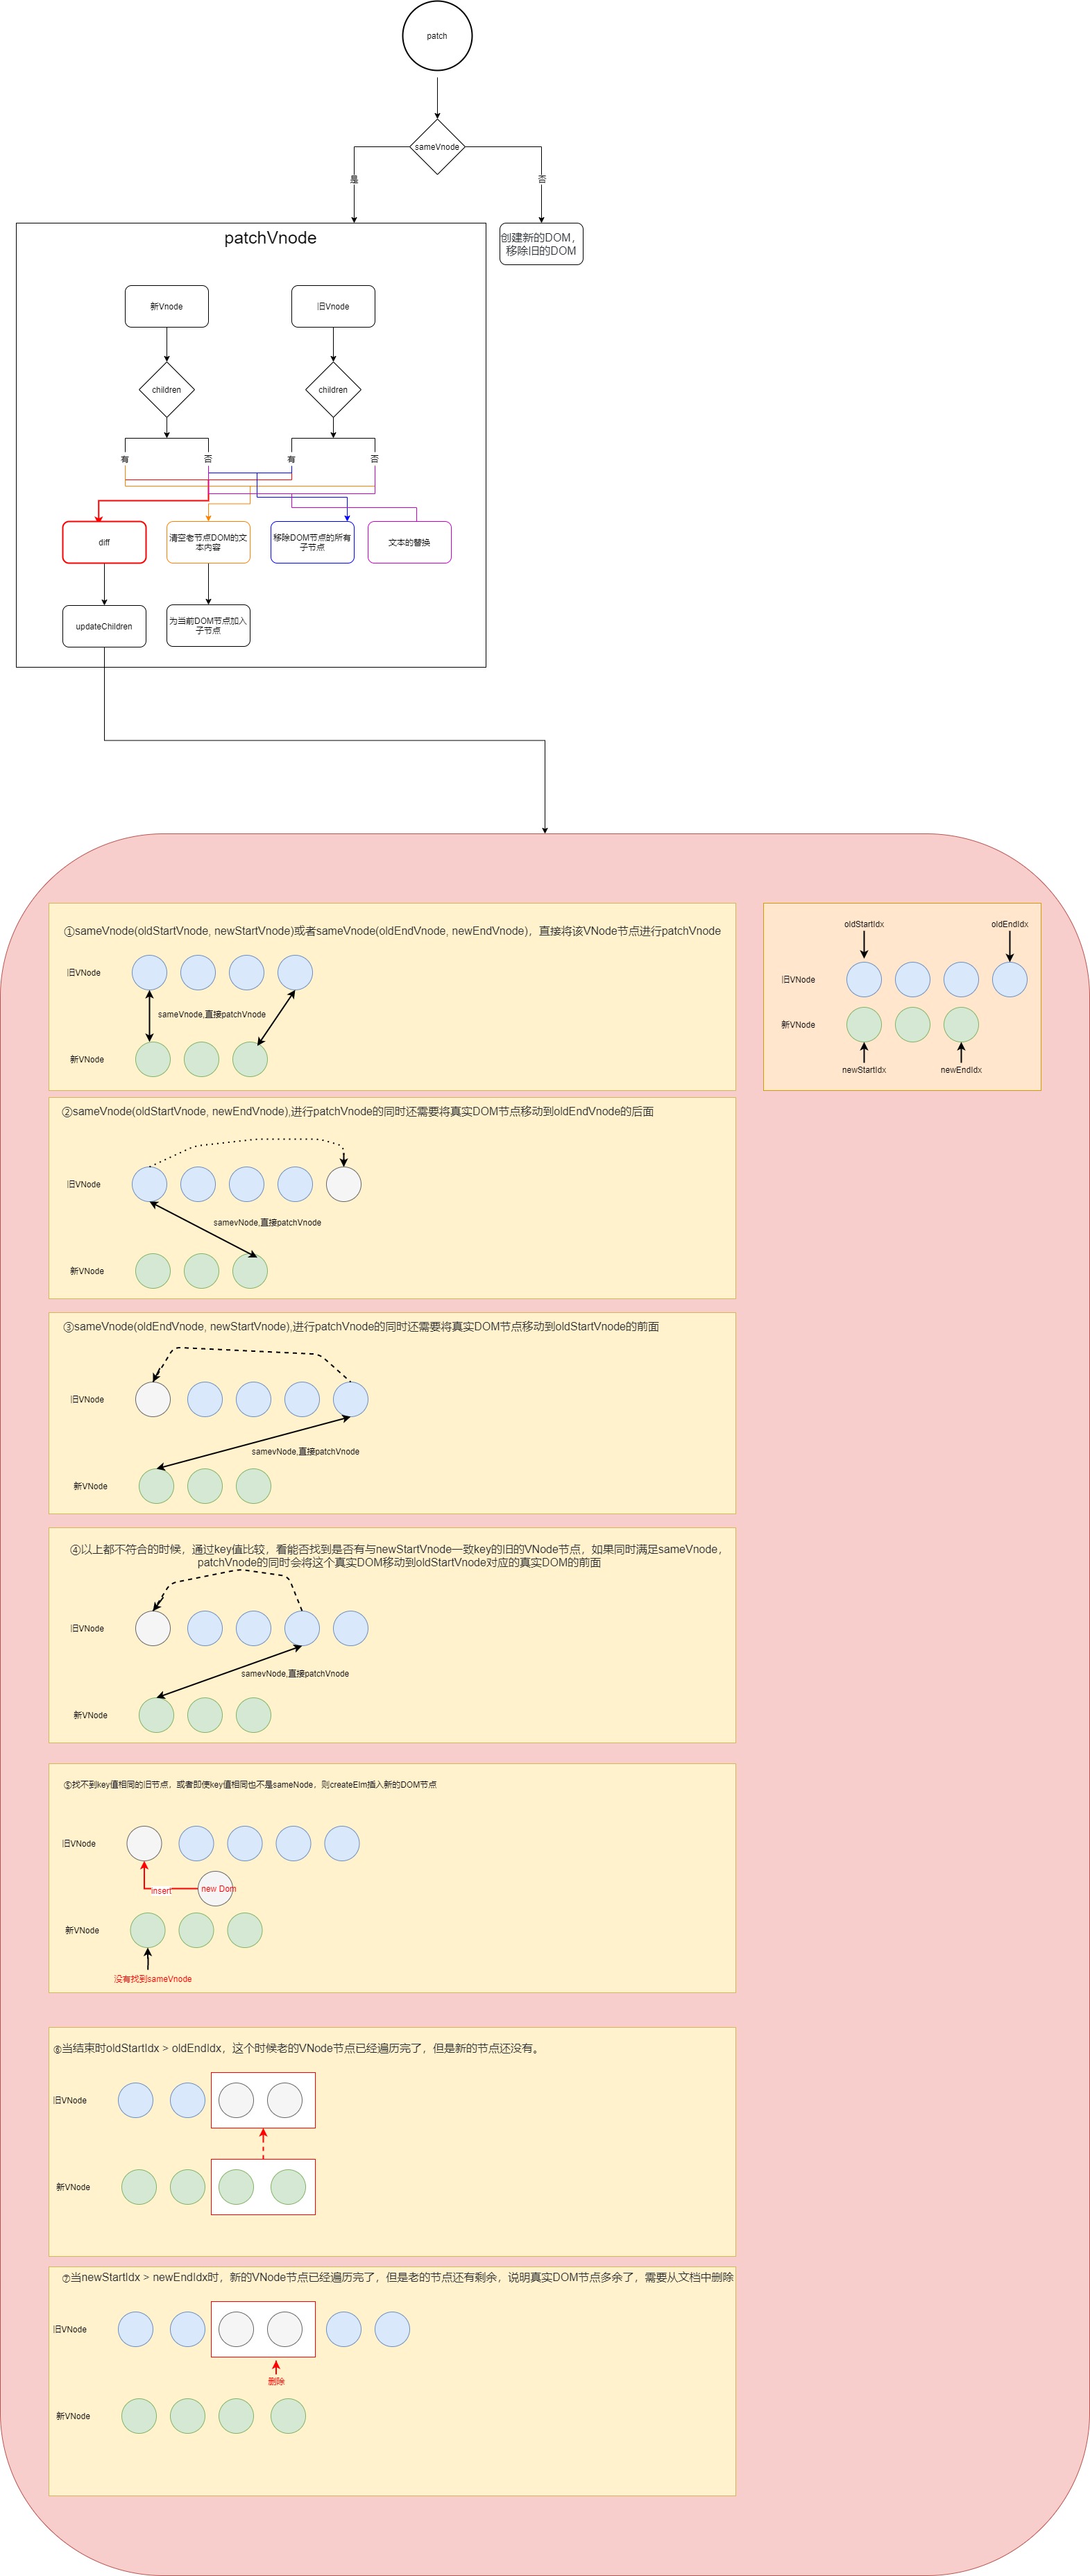 patch
sameVnode
是
否
patchVnode
创建新的DOM，
移除旧的DOM
新Vnode
旧Vnode
children
children
有
否
有
否
diff
清空老节点DOM的文
本内容
移除DOM节点的所有
子节点
文本的替换
updateChildren
为当前DOM节点加入
子节点
①sameVnode(oldStartVnode, newStartVnode)或者sameVnode(oldEndVnode, newEndVnode)，直接将该VNode节点进行patchVnode
旧VNode
sameVnode,直接patchVnode
新VNode
oldStartIdx
oldEndIdx
旧VNode
新VNode
newStartIdx
newEndIdx
②sameVnode(oldStartVnode, newEndVnode),进行patchVnode的同时还需要将真实DOM节点移动到oldEndVnode的后面
旧VNode
samevNode,直接patchVnode
新VNode
③sameVnode(oldEndVnode, newStartVnode),进行patchVnode的同时还需要将真实DOM节点移动到oldStartVnode的前面
旧VNode
samevNode,直接patchVnode
新VNode
④以上都不符合的时候，通过key值比较，看能否找到是否有与newStartVnode一致key的旧的VNode节点，如果同时满足sameVnode，
patchVnode的同时会将这个真实DOM移动到oldStartVnode对应的真实DOM的前面
旧VNode
samevNode,直接patchVnode
新VNode
⑤找不到key值相同的旧节点，或者即使key值相同也不是sameNode，则createElm插入新的DOM节点
旧VNode
insert
new Dom
新VNode
没有找到sameVnode
⑥当结束时oldStartIdx > oldEndIdx，这个时候老的VNode节点已经遍历完了，但是新的节点还没有。
旧VNode
新VNode
⑦当newStartIdx > newEndIdx时，新的VNode节点已经遍历完了，但是老的节点还有剩余，说明真实DOM节点多余了，需要从文档中删除
旧VNode
删除
新VNode